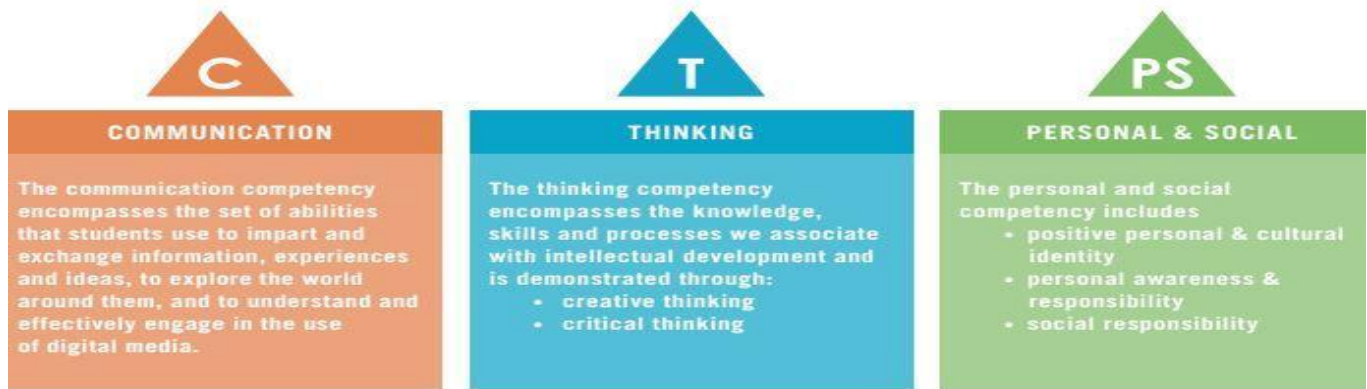 C
COMMUNICATION
The communication competency
encompasses the set of abilities
that students use to impart and
exchange information, experiences
and ideas, to explore the world
around them, and to understand and
effectively engage in the use
of digital media.
T
THINKING
The thinking competency
encompasses the knowledge,
skills and processes we associate
with intellectual development and
is demonstrated through:
• creative thinking
• critical thinking
PS
PERSONAL & SOCIAL
The personal and social
competency includes
• positive personal & cultural
identity
• personal awareness &
responsibility
• social responsibility